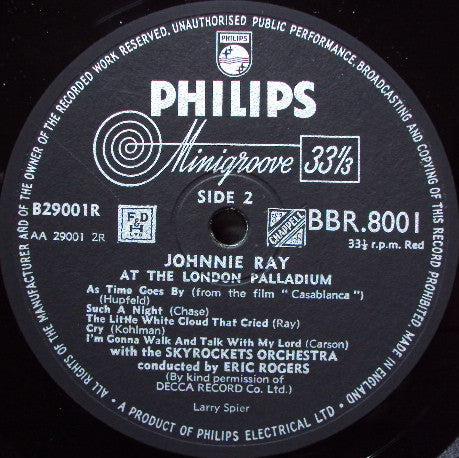 ALL RIGHTS OF THE MANUFACTURER AND OF THE OWNER OF THE RECORDED WORK RESERVED. UNAUTHORISED PUBLIC PERFORMANCE, BROADCASTING AND COPYING OF THIS RECORD PROHIBITED. MADE IN ENGLAND
PHILIPS
PHILIPS
Minigroove 33⅓
SIDE 2
B29001R
F&D
LTD
CHAPPELL
BBR.8001
AA 29001 2R
33⅓ r.p.m. Red
JOHNNIE RAY
AT THE LONDON PALLADIUM
As Time Goes By (from the film "Casablanca")
(Hupfeld)
Such A Night (Chase)
The Little White Cloud That Cried (Ray)
Cry (Kohlman)
I'm Gonna Walk And Talk With My Lord (Carson)
with the SKYROCKETS ORCHESTRA
conducted by ERIC ROGERS
(By kind permission of
DECCA RECORD Co. Ltd.)
Larry Spier
• A PRODUCT OF PHILIPS ELECTRICAL LTD •